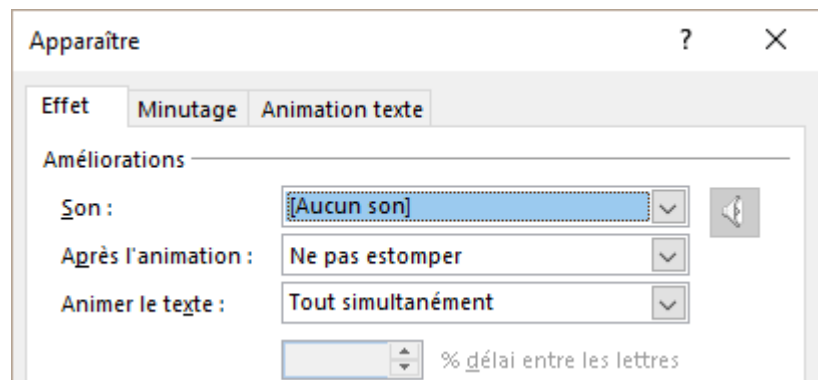 Apparaître ?
Effet Minutage Animation texte
Améliorations
Son : [Aucun son]
Après l'animation : Ne pas estomper
Animer le texte : Tout simultanément
% délai entre les lettres